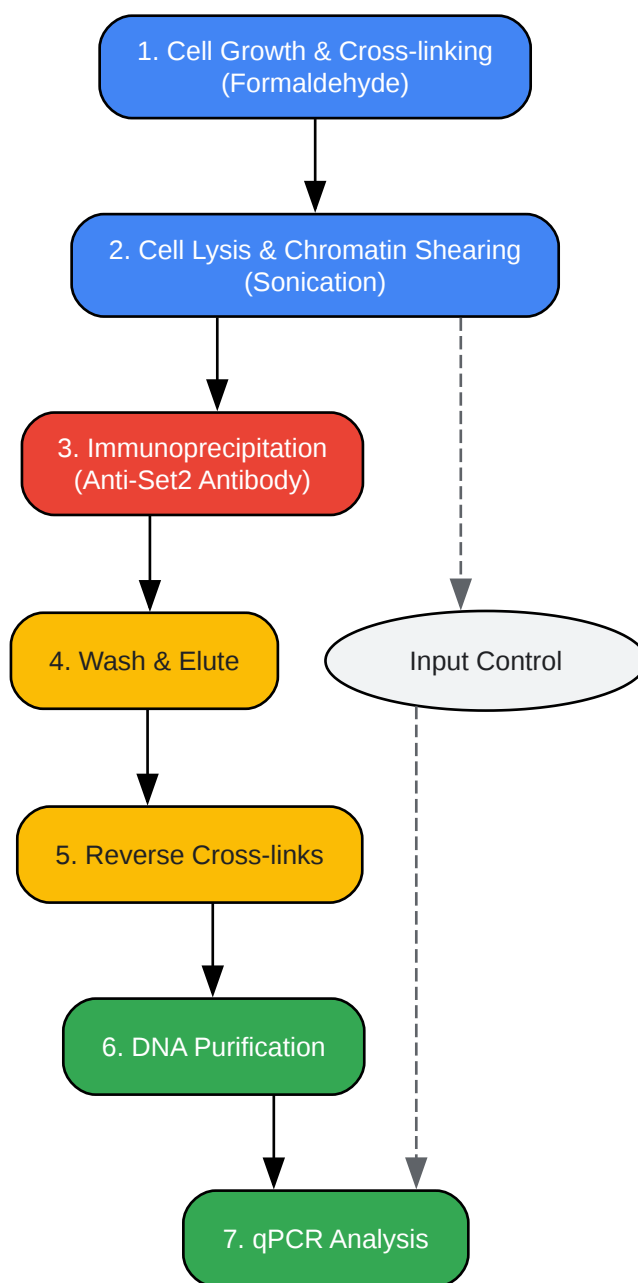 1. Cell Growth & Cross-linking
(Formaldehyde)
2. Cell Lysis & Chromatin Shearing
(Sonication)
3. Immunoprecipitation
(Anti-Set2 Antibody)
4. Wash & Elute
Input Control
5. Reverse Cross-links
6. DNA Purification
7. qPCR Analysis